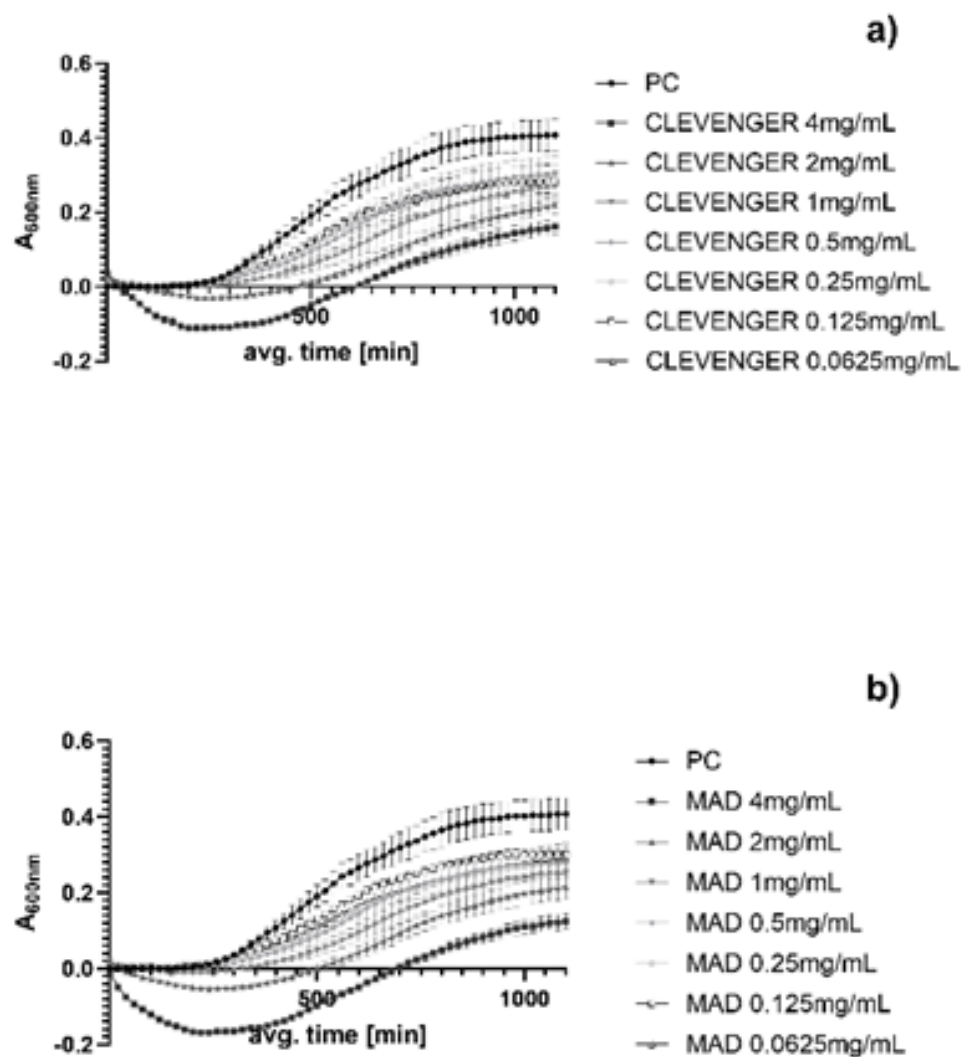 a)
0.6
0.4
0.2
0.0
-0.2
A600nm
500
1000
avg. time [min]
PC
CLEVENGER 4mg/mL
CLEVENGER 2mg/mL
CLEVENGER 1mg/mL
CLEVENGER 0.5mg/mL
CLEVENGER 0.25mg/mL
CLEVENGER 0.125mg/mL
CLEVENGER 0.0625mg/mL
b)
0.6
0.4
0.2
0.0
-0.2
A600nm
500
1000
avg. time [min]
PC
MAD 4mg/mL
MAD 2mg/mL
MAD 1mg/mL
MAD 0.5mg/mL
MAD 0.25mg/mL
MAD 0.125mg/mL
MAD 0.0625mg/mL